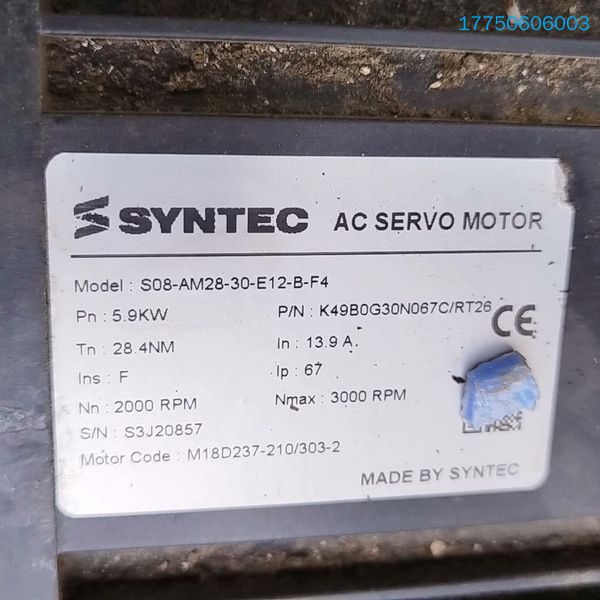 17750606003
SYNTEC AC SERVO MOTOR
Model : S08-AM28-30-E12-B-F4
Pn : 5.9KW P/N : K49B0G30N067C/RT26
Tn : 28.4NM In : 13.9 A.
CE
Ins : F Ip : 67
Nn : 2000 RPM Nmax : 3000 RPM
S/N : S3J20857
Motor Code : M18D237-210/303-2
MADE BY SYNTEC